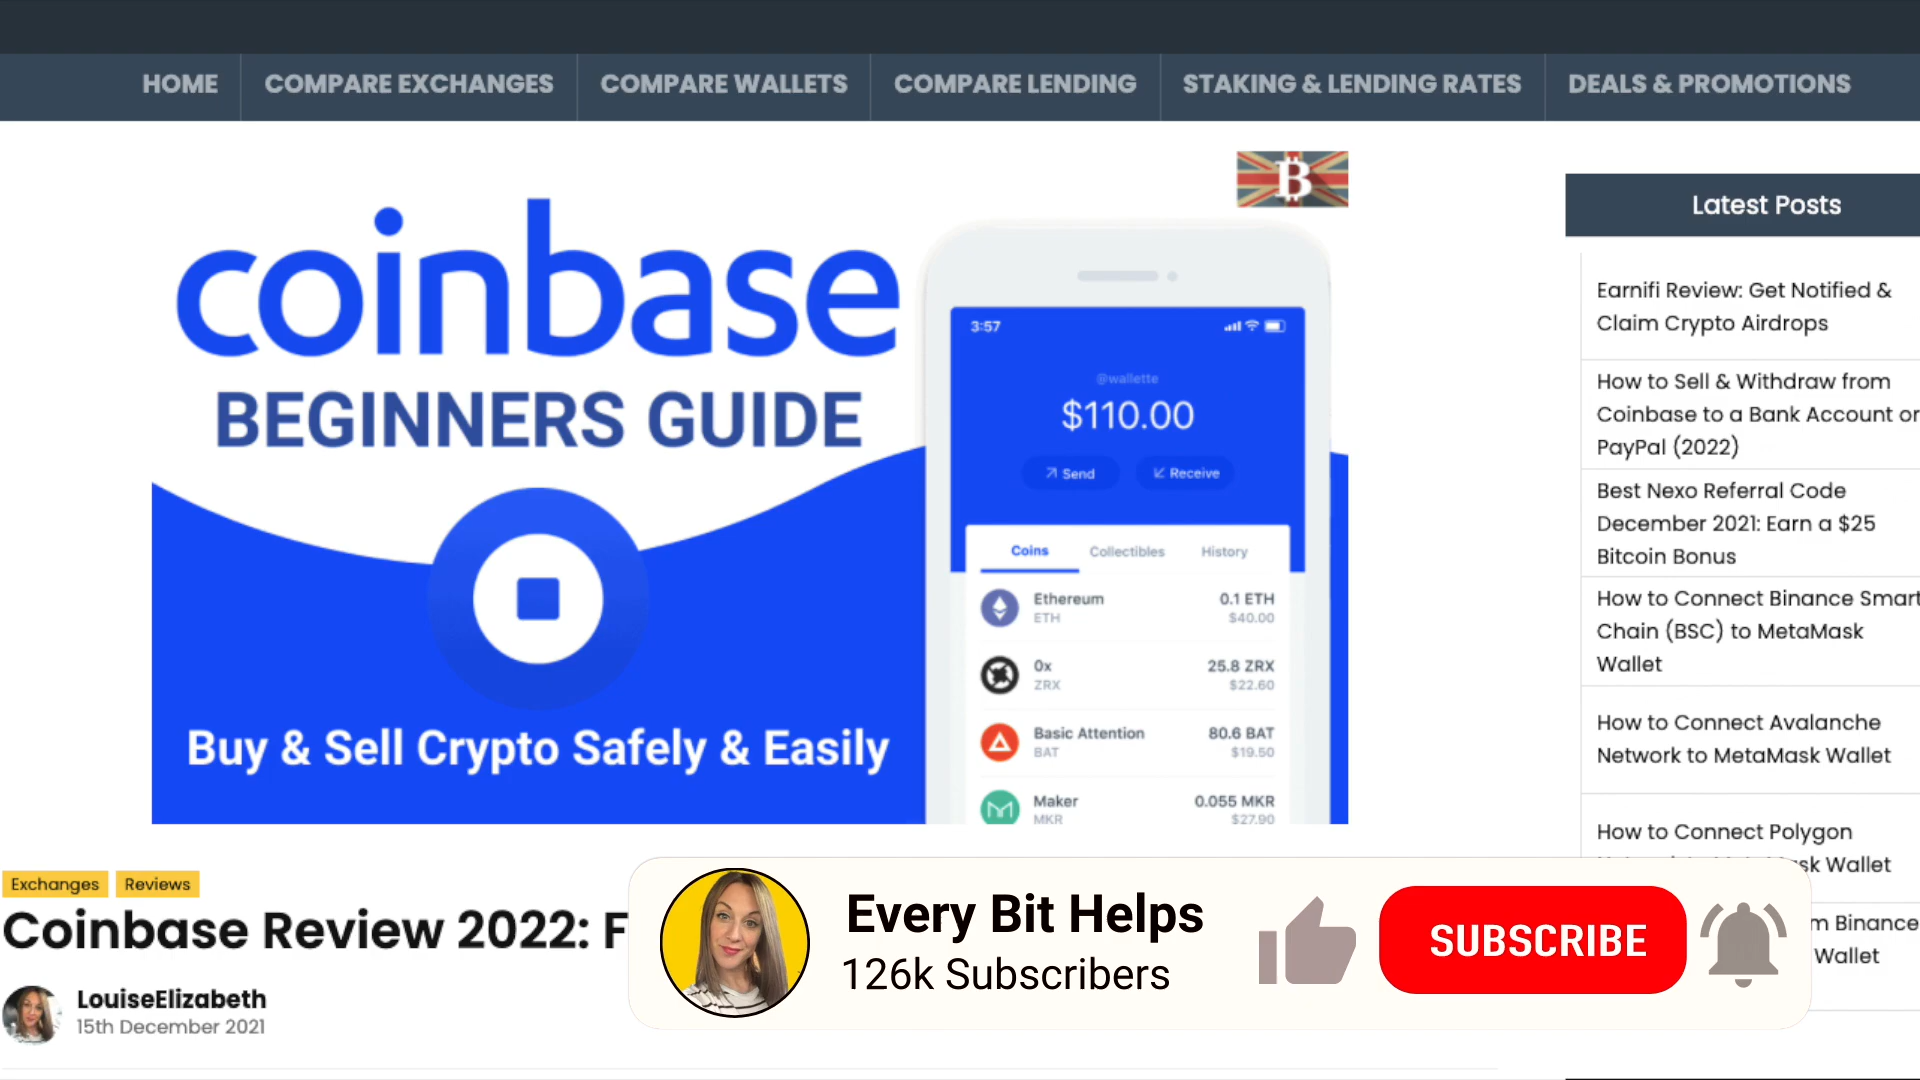 HOME
COMPARE EXCHANGES
COMPARE WALLETS
COMPARE LENDING
STAKING & LENDING RATES
DEALS & PROMOTIONS
coinbase
BEGINNERS GUIDE
Buy & Sell Crypto Safely & Easily
B
3:57
@wallette
$110.00
Send
Receive
Coins
Collectibles
History
Ethereum
0.1 ETH
ETH
$40.00
0x
25.8 ZRX
ZRX
$22.60
Basic Attention
80.6 BAT
BAT
$19.50
Maker
0.055 MKR
MKR
$27.90
Latest Posts
Earnifi Review: Get Notified &
Claim Crypto Airdrops
How to Sell & Withdraw from
Coinbase to a Bank Account or
PayPal (2022)
Best Nexo Referral Code
December 2021: Earn a $25
Bitcoin Bonus
How to Connect Binance Smart
Chain (BSC) to MetaMask
Wallet
How to Connect Avalanche
Network to MetaMask Wallet
How to Connect Polygon
sk Wallet
m Binance
Wallet
Exchanges
Reviews
Coinbase Review 2022: F
LouiseElizabeth
15th December 2021
Every Bit Helps
126k Subscribers
SUBSCRIBE